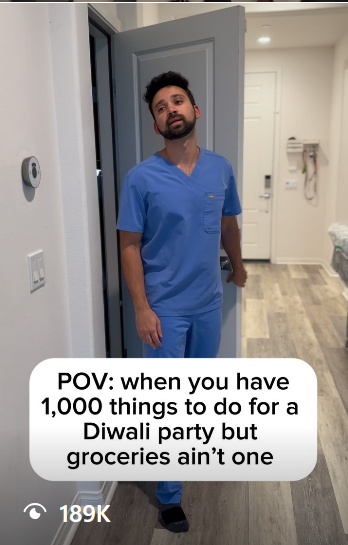 POV: when you have
1,000 things to do for a
Diwali party but
groceries ain't one
189K